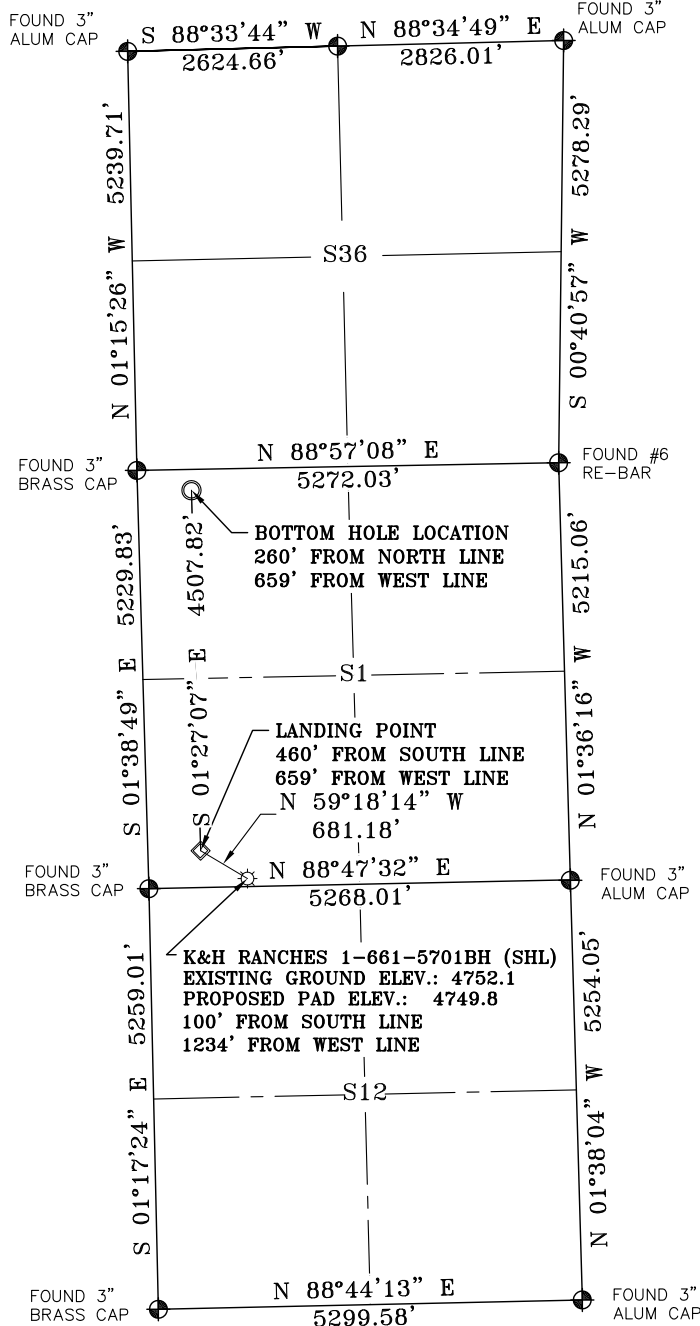 FOUND 3"
ALUM CAP
S 88°33'44" W
2624.66'
N 88°34'49" E
2826.01'
FOUND 3"
ALUM CAP
N 01°15'26" W 5239.71'
S36
S 00°40'57" W 5278.29'
FOUND 3"
BRASS CAP
N 88°57'08" E
5272.03'
FOUND #6
RE-BAR
BOTTOM HOLE LOCATION
260' FROM NORTH LINE
659' FROM WEST LINE
S 01°38'49" E 5229.83'
S 01°27'07" E 4507.82'
S1
N 01°36'16" W 5215.06'
LANDING POINT
460' FROM SOUTH LINE
659' FROM WEST LINE
N 59°18'14" W
681.18'
FOUND 3"
BRASS CAP
N 88°47'32" E
5268.01'
FOUND 3"
ALUM CAP
K&H RANCHES 1-661-5701BH (SHL)
EXISTING GROUND ELEV.: 4752.1
PROPOSED PAD ELEV.: 4749.8
100' FROM SOUTH LINE
1234' FROM WEST LINE
S 01°17'24" E 5259.01'
S12
N 01°38'04" W 5254.05'
FOUND 3"
BRASS CAP
N 88°44'13" E
5299.58'
FOUND 3"
ALUM CAP